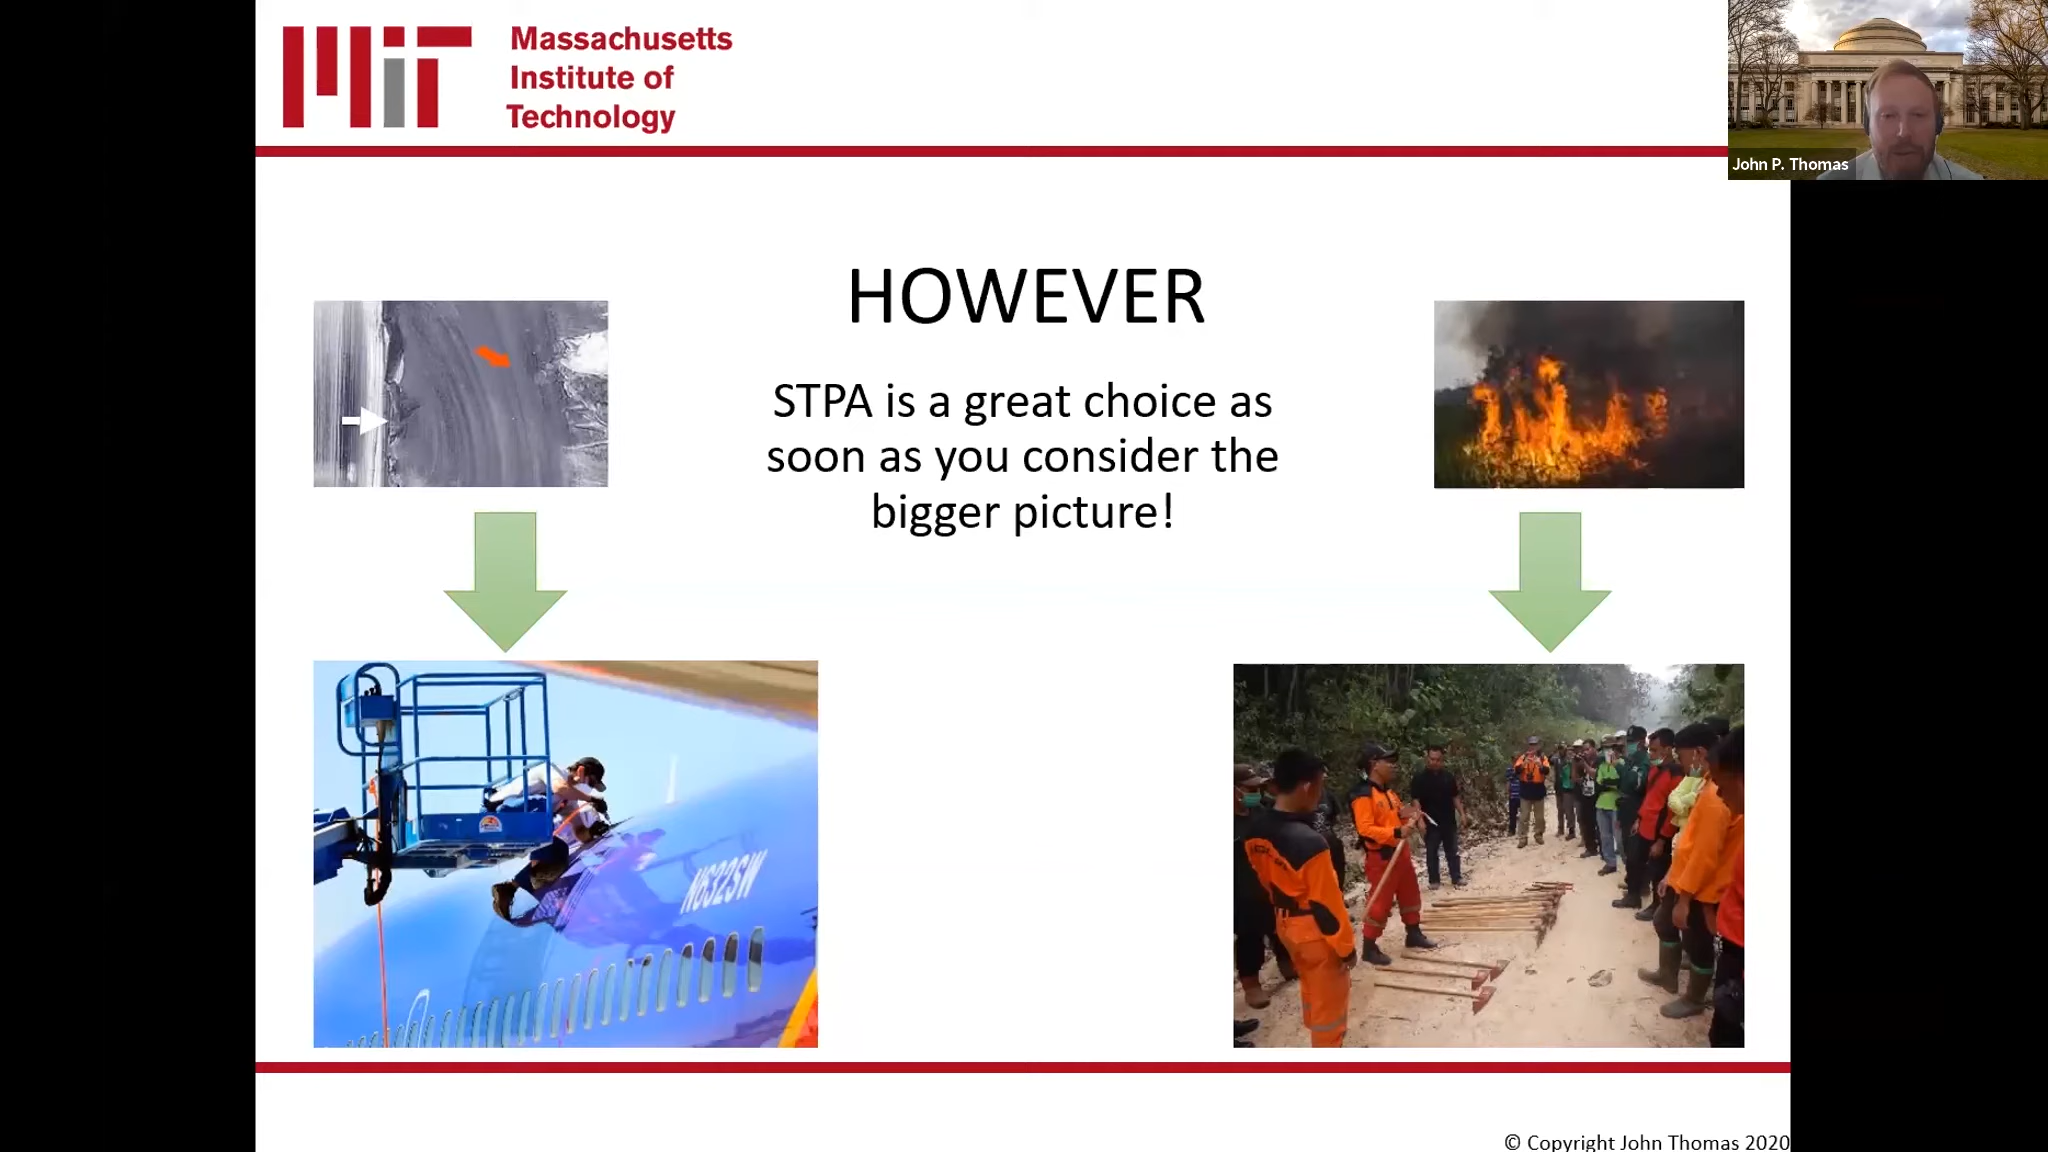 Massachusetts
Institute of
Technology
John P. Thomas
HOWEVER
STPA is a great choice as
soon as you consider the
bigger picture!
N632SW
© Copyright John Thomas 2020